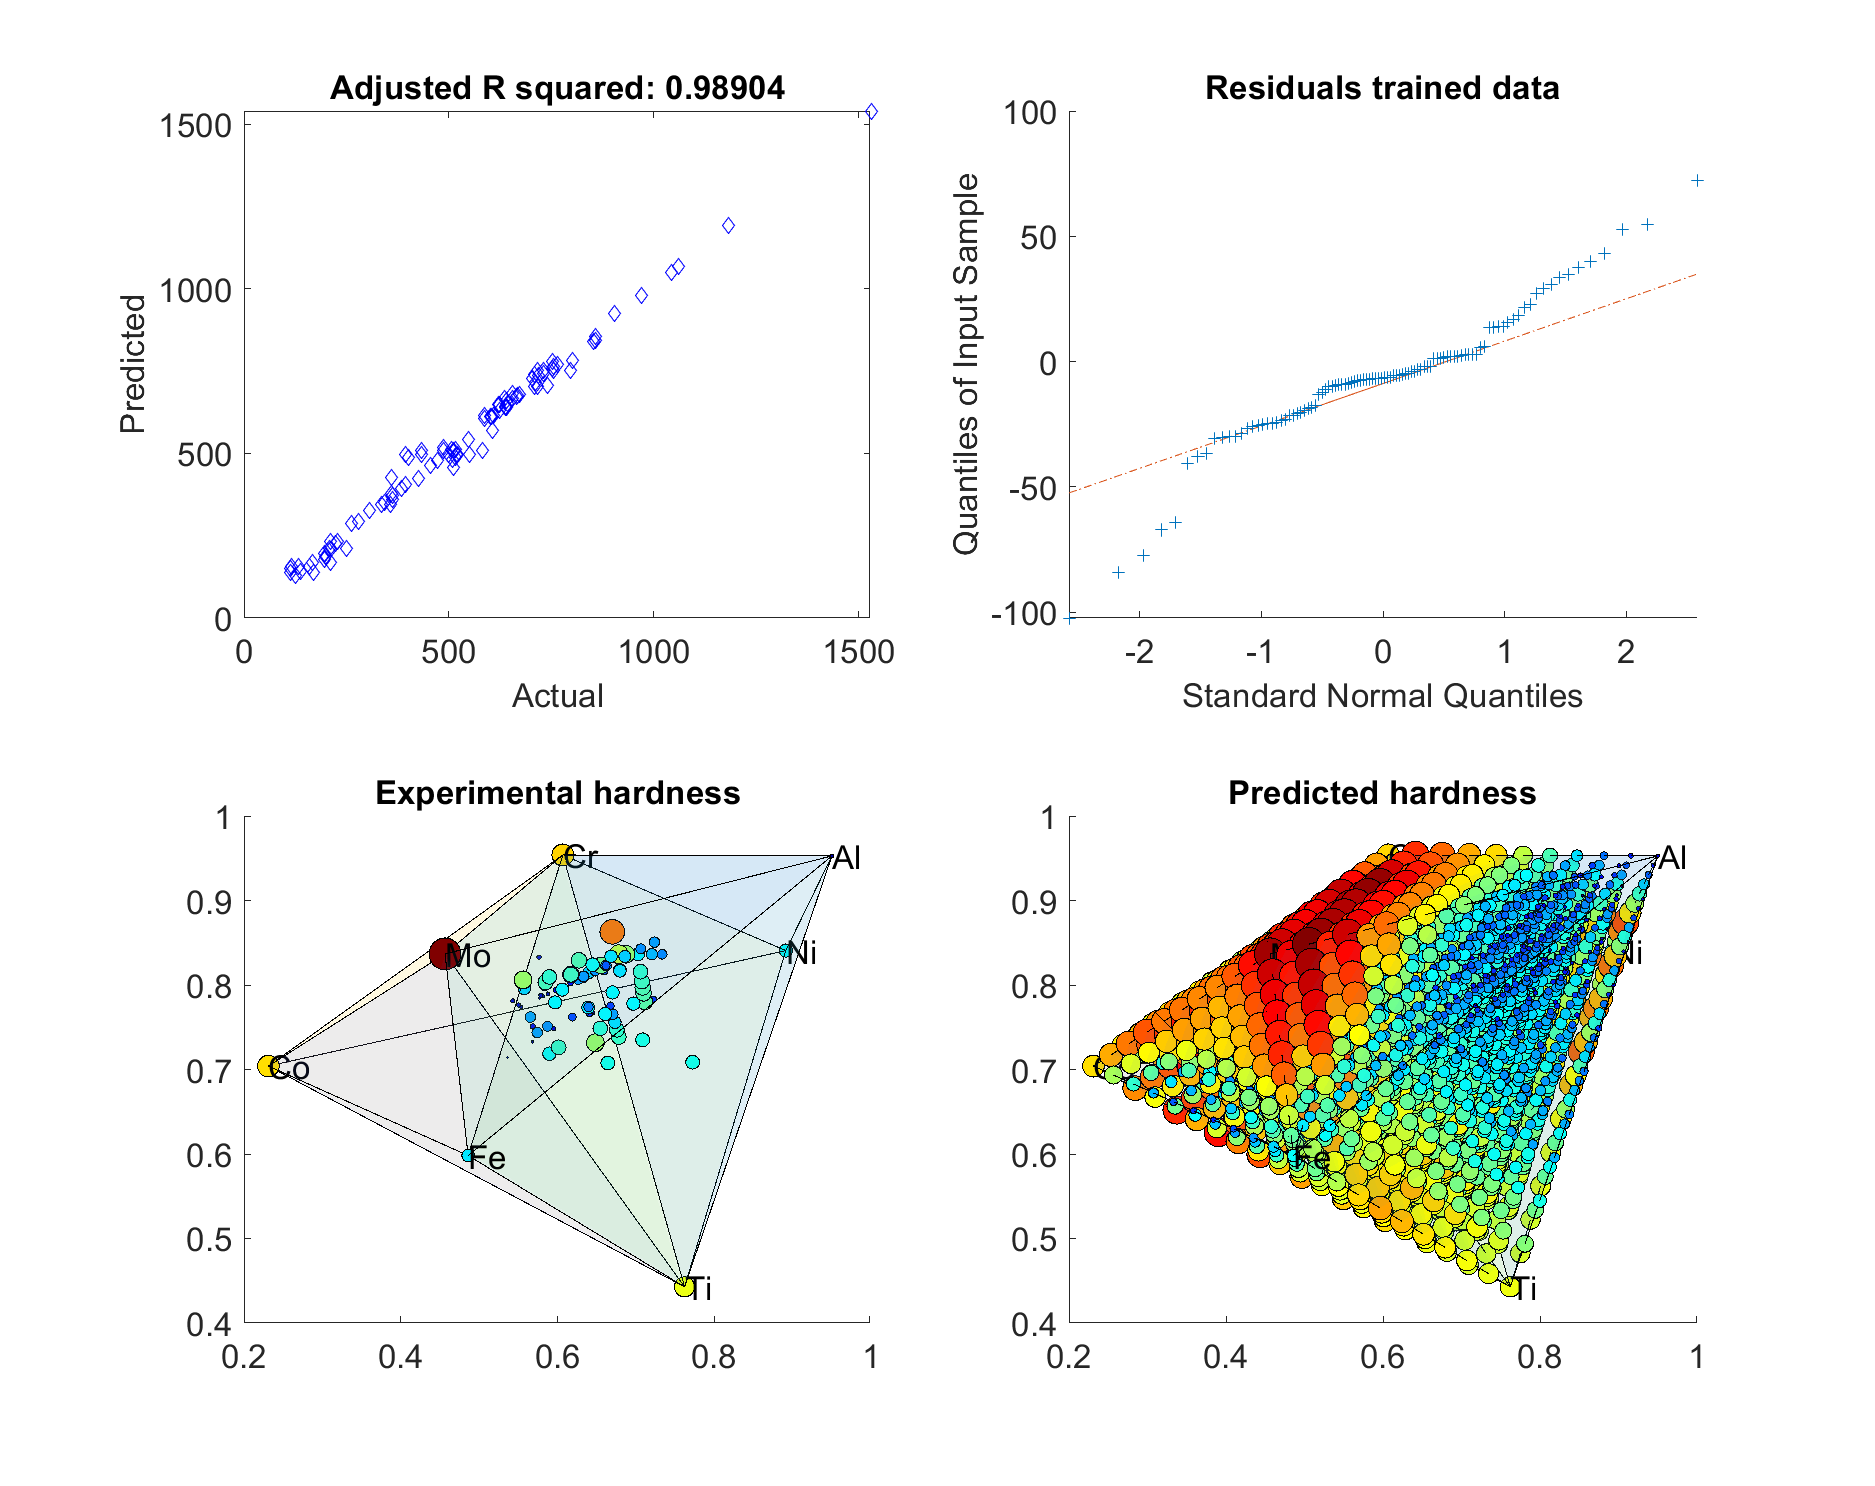 Adjusted R squared: 0.98904
1500
1000
500
0
0
500
1000
1500
Predicted
Actual
Residuals trained data
100
50
0
-50
-100
-2
-1
0
1
2
Quantiles of Input Sample
Standard Normal Quantiles
Experimental hardness
1
0.9
0.8
0.7
0.6
0.5
0.4
0.2
0.4
0.6
0.8
1
Cr
Al
Mo
Ni
Co
Fe
Ti
Predicted hardness
1
0.9
0.8
0.7
0.6
0.5
0.4
0.2
0.4
0.6
0.8
1
Al
Ni
Fe
Ti